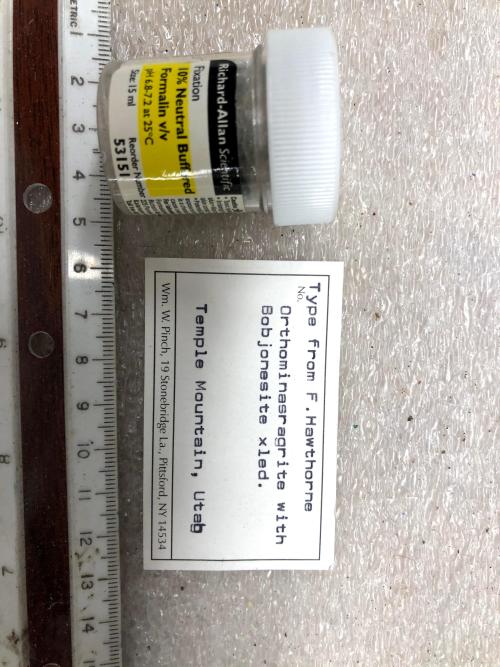 METRIC 1
2
3
4
5
6
7
8
9
10
11
12
13
14
Richard-Allan Scientific
Fixation
10% Neutral Buffered
Formalin v/v
pH 6.8-7.2 at 25°C
Size: 15 ml
Reorder Number
53151
Type from F.Hawthorne
No.
Orthominasragrite with
Bobjonesite xled.
Temple Mountain, Utah
Wm. W. Pinch, 19 Stonebridge La., Pittsford, NY 14534